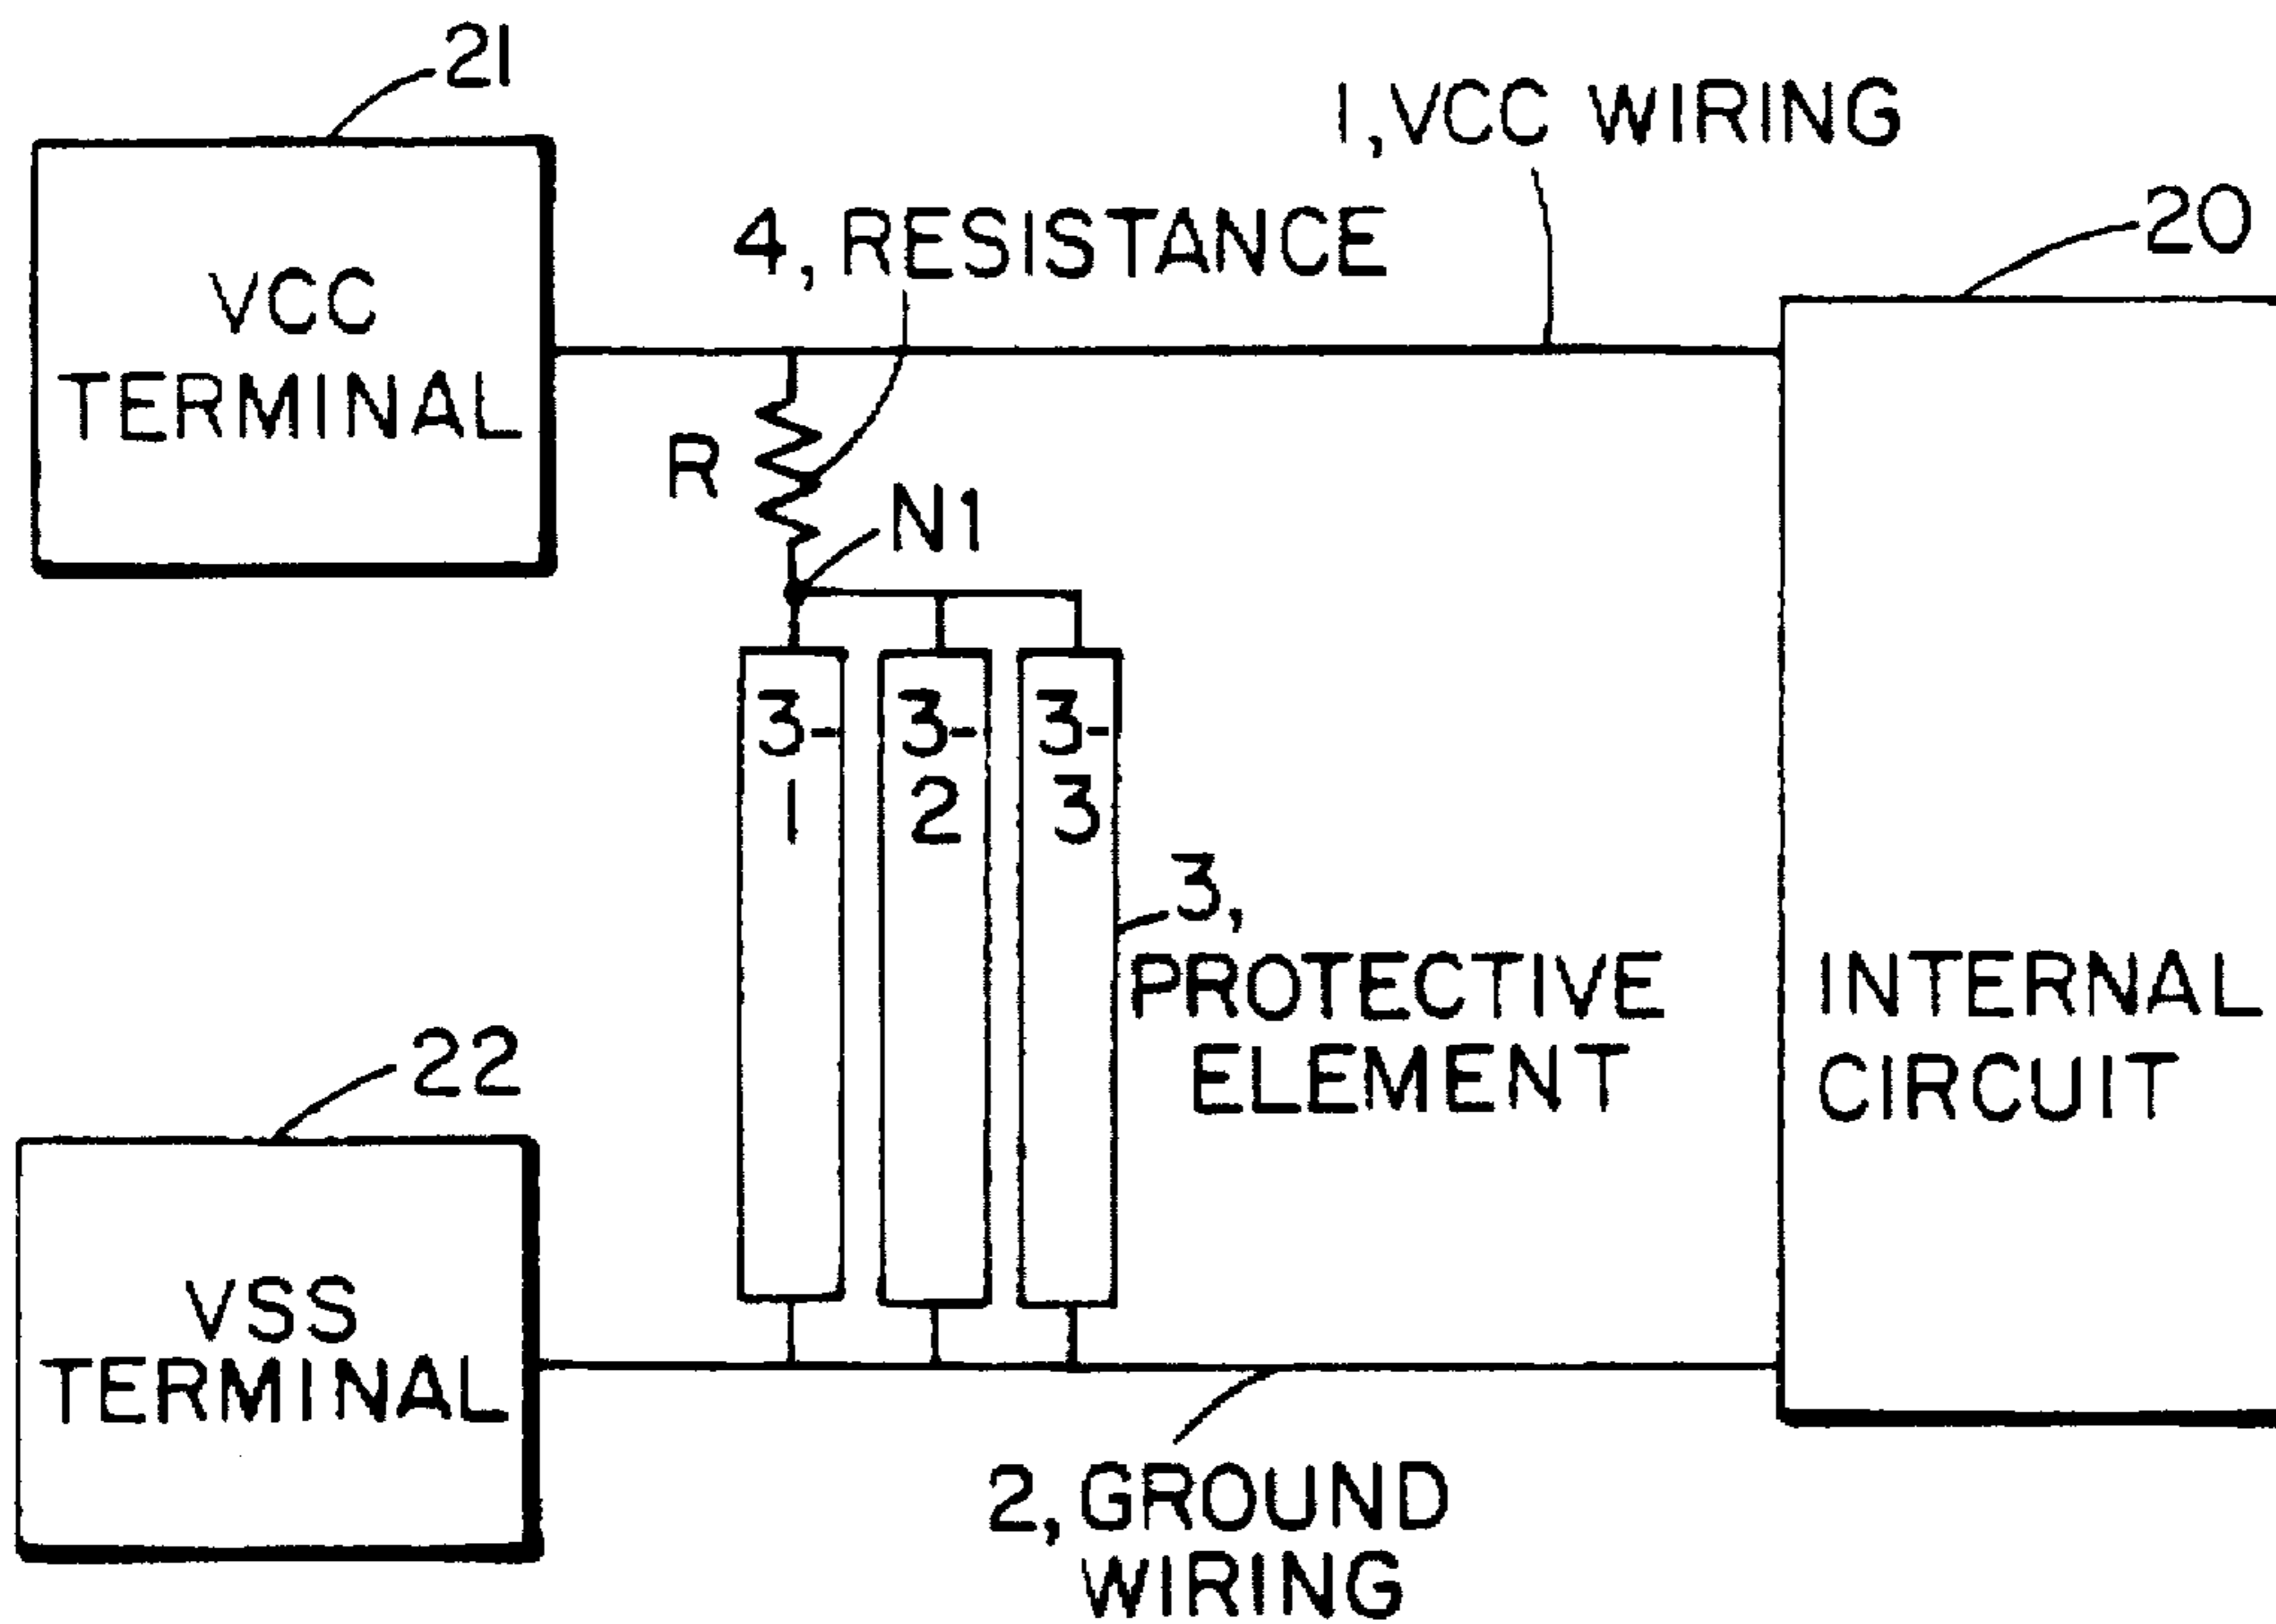 21
1, VCC WIRING
20
4, RESISTANCE
VCC
TERMINAL
R
N1
3-
1
3-
2
3-
3
3,
PROTECTIVE
ELEMENT
INTERNAL
CIRCUIT
22
VSS
TERMINAL
2, GROUND
WIRING